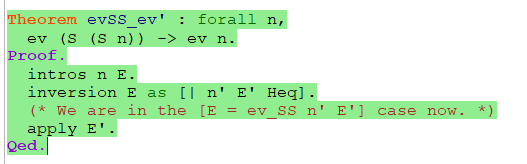 Theorem evSS_ev' : forall n,
  ev (S (S n)) -> ev n.
Proof.
  intros n E.
  inversion E as [| n' E' Heq].
  (* We are in the [E = ev_SS n' E'] case now. *)
  apply E'.
Qed.